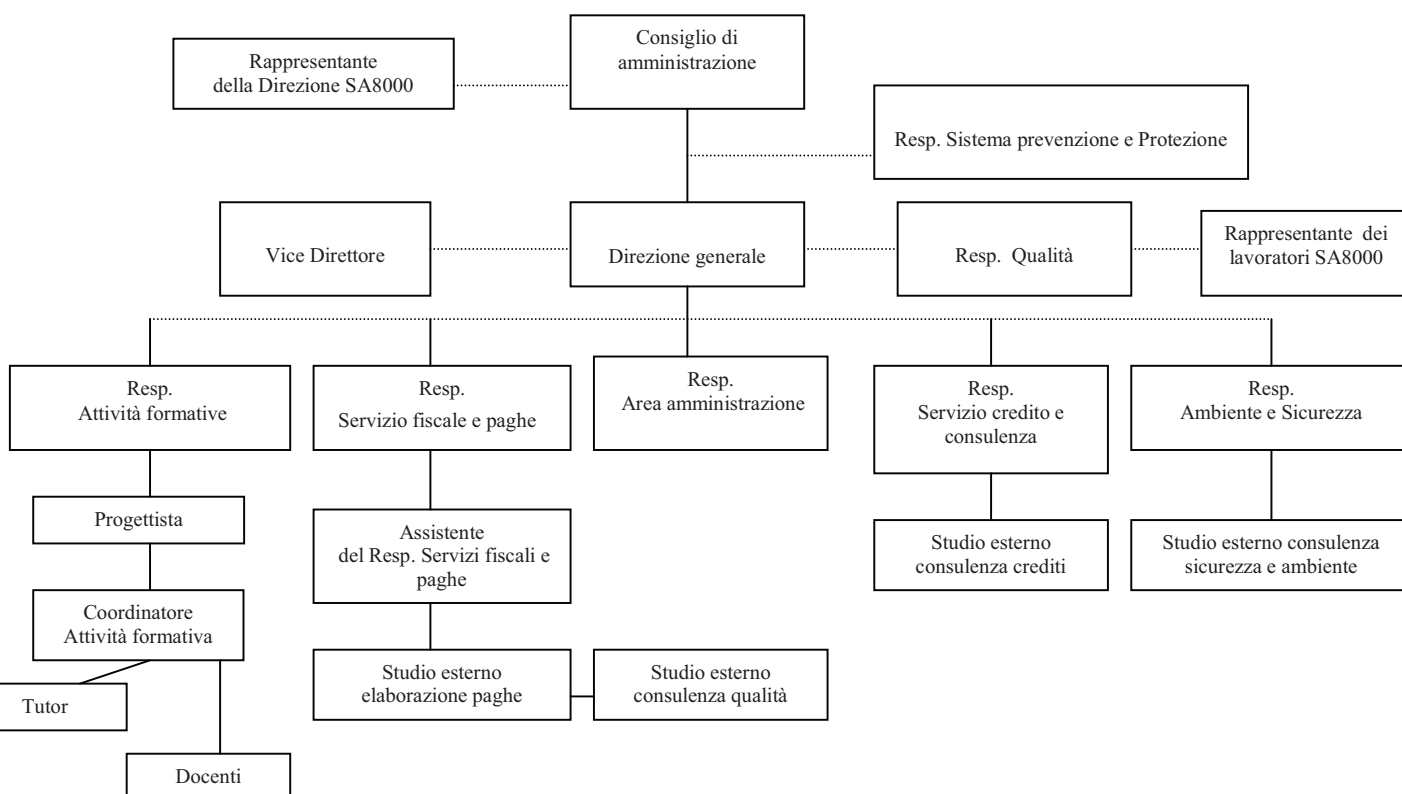 Consiglio di
amministrazione
Rappresentante
della Direzione SA8000
Resp. Sistema prevenzione e Protezione
Vice Direttore
Direzione generale
Resp. Qualità
Rappresentante dei
lavoratori SA8000
Resp.
Attività formative
Resp.
Servizio fiscale e paghe
Resp.
Area amministrazione
Resp.
Servizio credito e
consulenza
Resp.
Ambiente e Sicurezza
Progettista
Assistente
del Resp. Servizi fiscali e
paghe
Studio esterno
consulenza crediti
Studio esterno consulenza
sicurezza e ambiente
Coordinatore
Attività formativa
Studio esterno
elaborazione paghe
Studio esterno
consulenza qualità
Tutor
Docenti